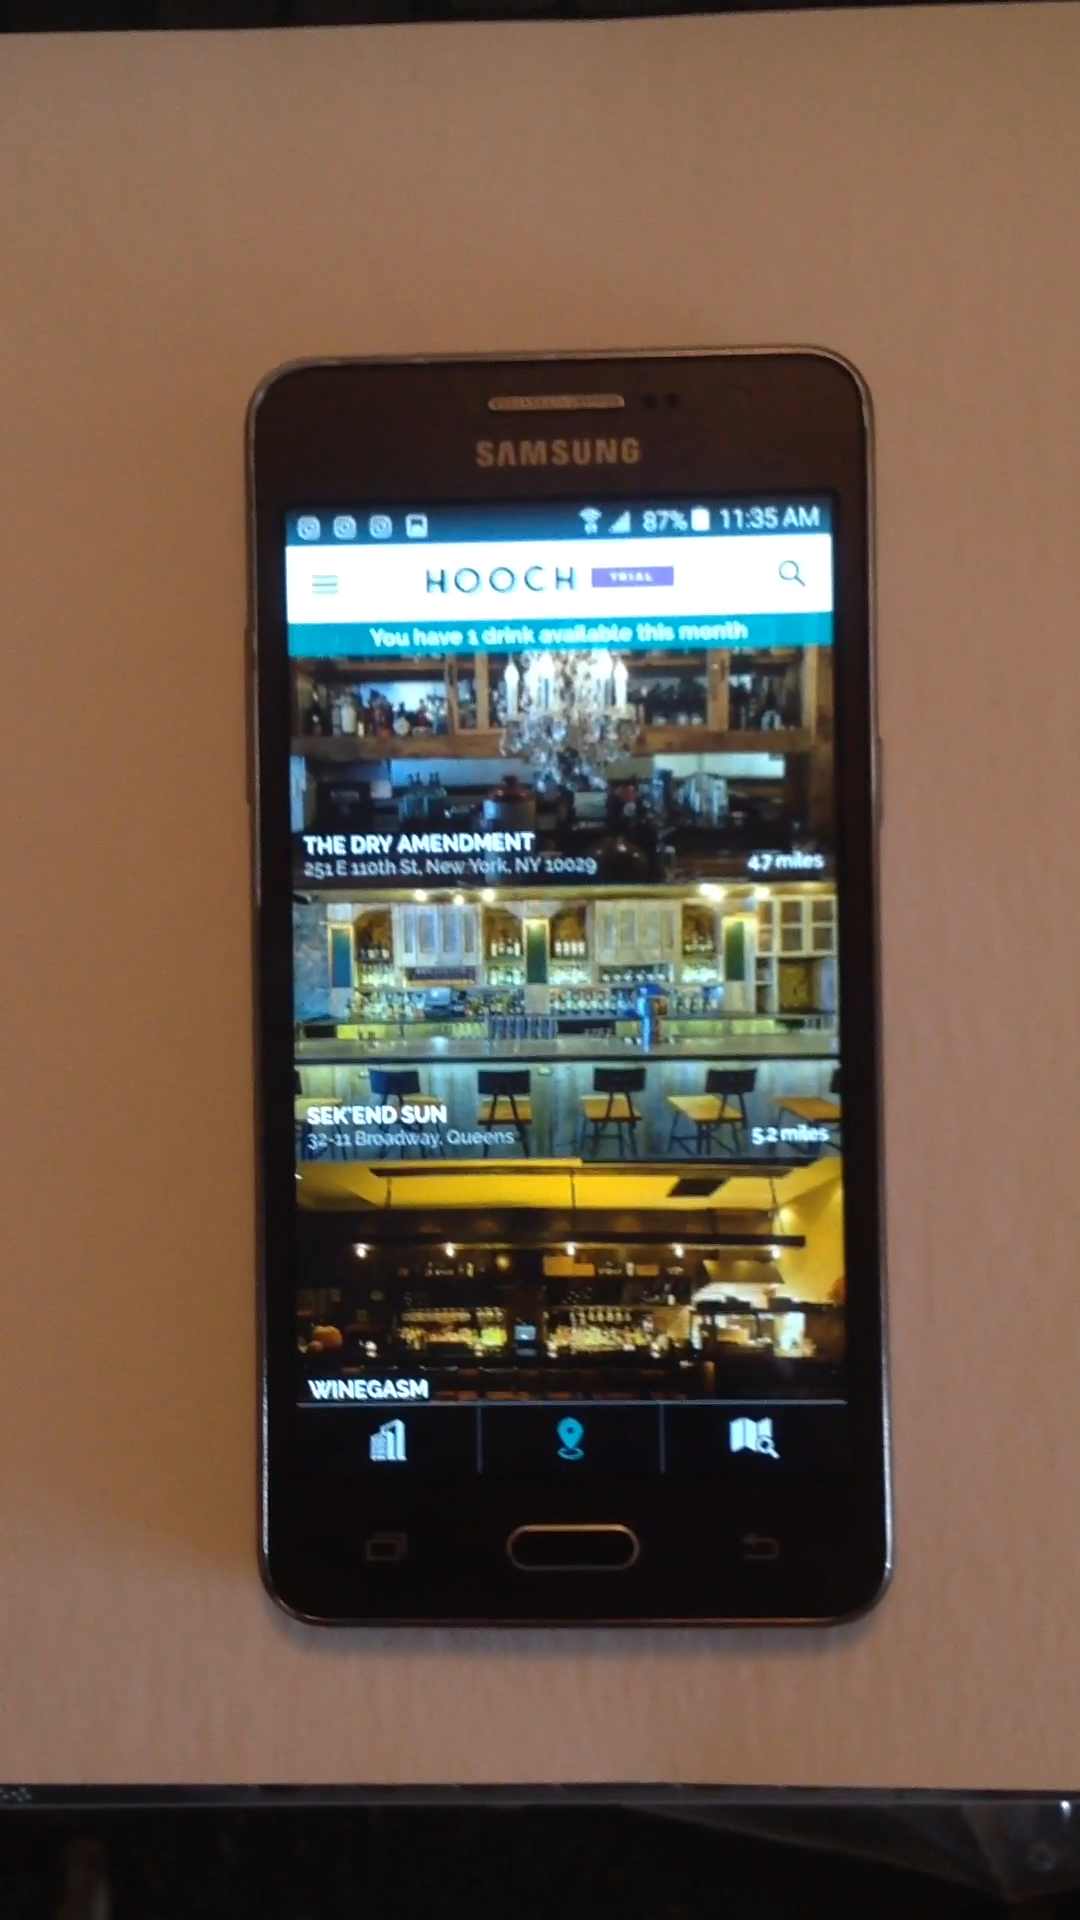 SAMSUNG
87% 11:35 AM
HOOCH TRIAL
You have 1 drink available this month
THE DRY AMENDMENT
251 E 110th St, New York, NY 10029 4.7 miles
SEK'END SUN
32-11 Broadway, Queens 5.2 miles
WINEGASM